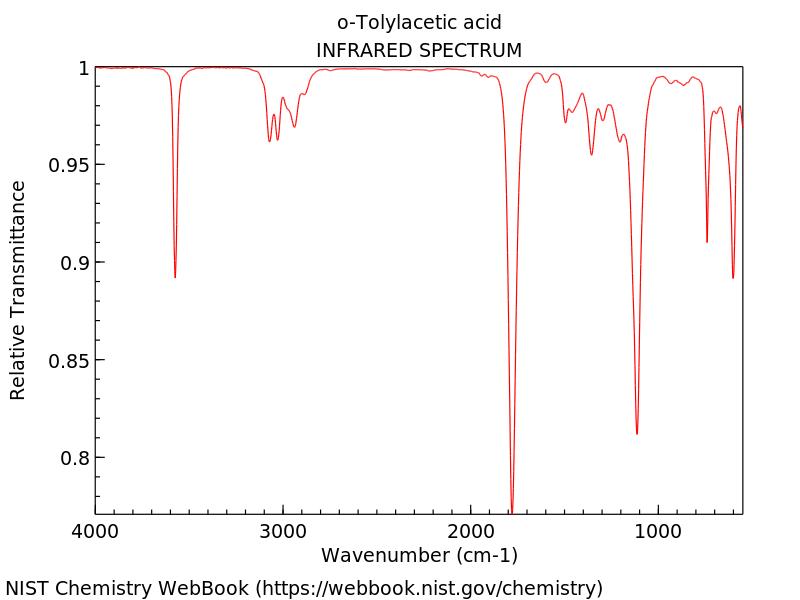 o-Tolylacetic acid
INFRARED SPECTRUM
1
0.95
0.9
0.85
0.8
Relative Transmittance
4000 3000 2000 1000
Wavenumber (cm-1)
NIST Chemistry WebBook (https://webbook.nist.gov/chemistry)